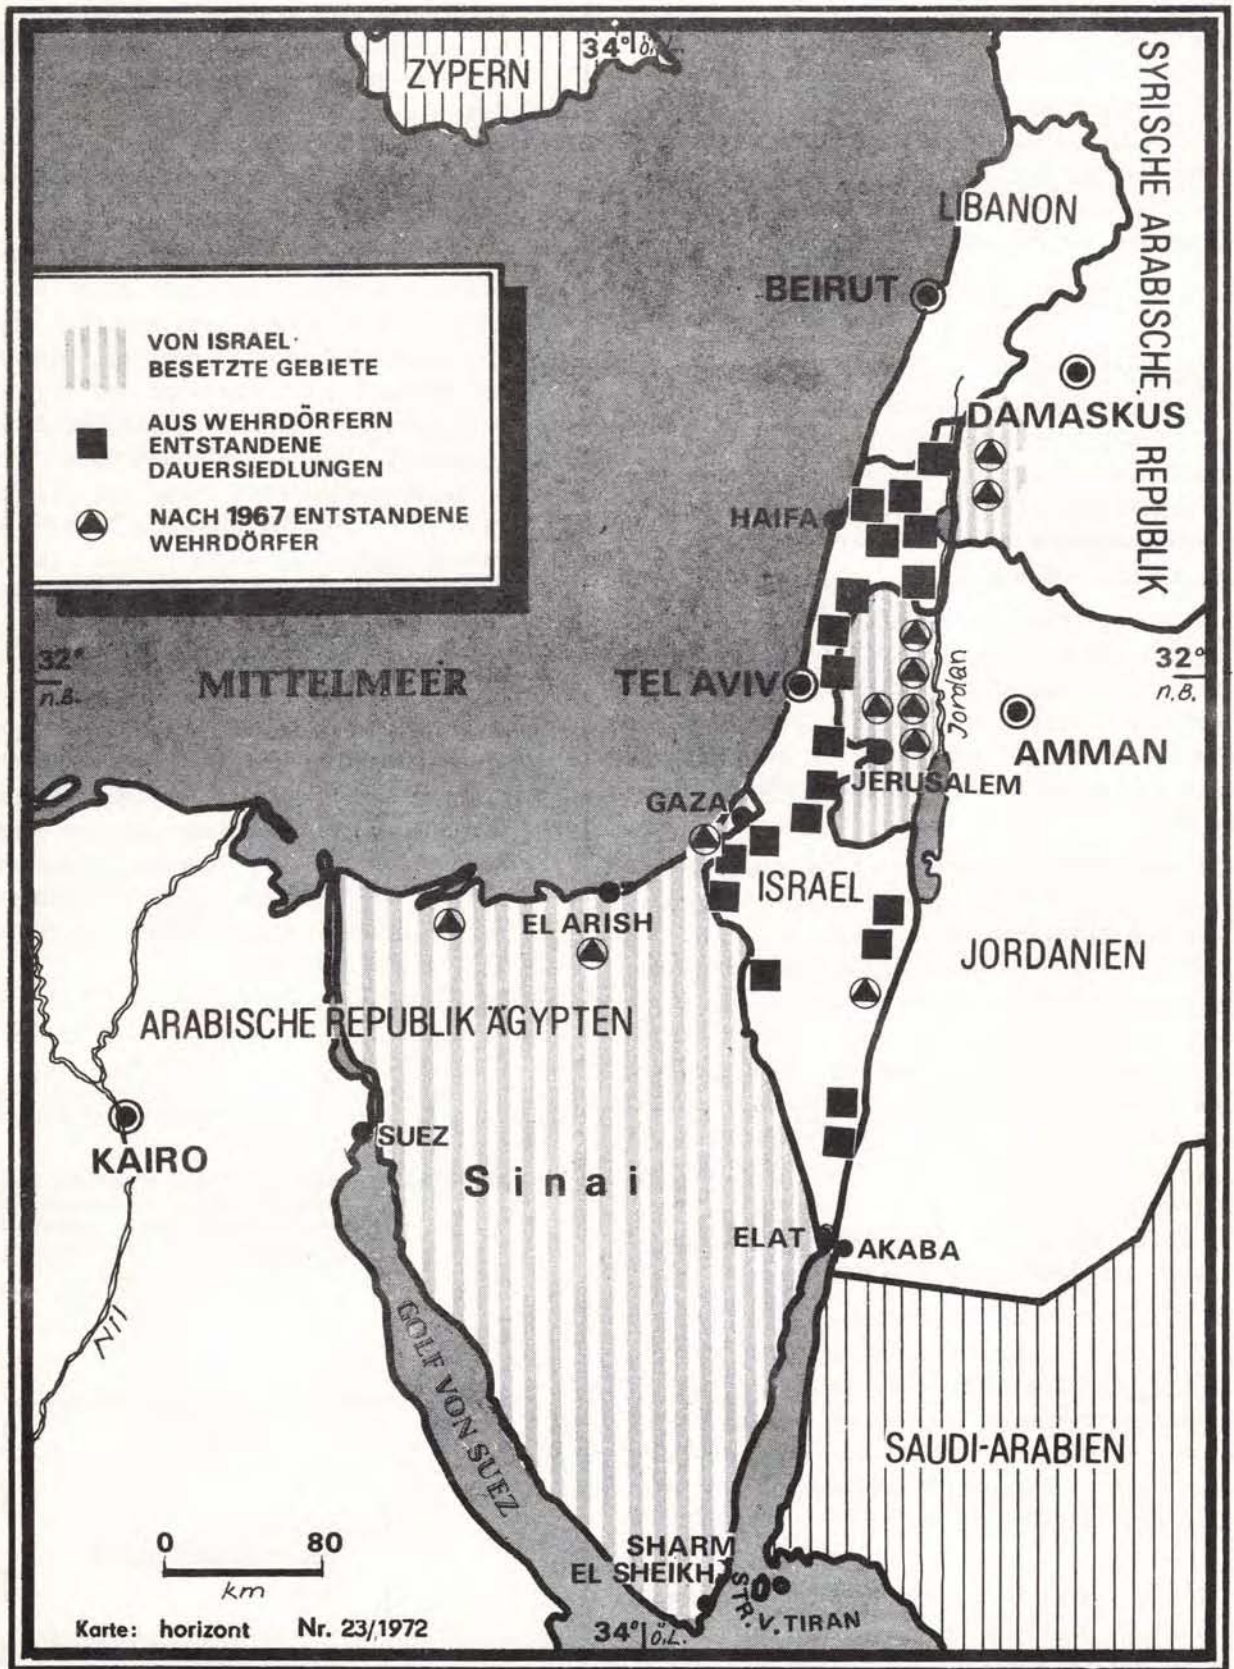 34° ö.L.
ZYPERN
SYRISCHE ARABISCHE REPUBLIK
LIBANON
BEIRUT
VON ISRAEL
BESETZTE GEBIETE
AUS WEHRDÖRFERN
ENTSTANDENE
DAUERSIEDLUNGEN
NACH 1967 ENTSTANDENE
WEHRDÖRFER
DAMASKUS
HAIFA
32°
n.B.
MITTELMEER
TEL AVIV
Jordan
32°
n.B.
AMMAN
JERUSALEM
GAZA
ISRAEL
EL ARISH
JORDANIEN
ARABISCHE REPUBLIK ÄGYPTEN
SUEZ
KAIRO
Sinai
ELAT
AKABA
Nil
GOLF VON SUEZ
SAUDI-ARABIEN
0 80
km
SHARM
EL SHEIKH
STR. V. TIRAN
Karte: horizont Nr. 23/1972
34° ö.L.